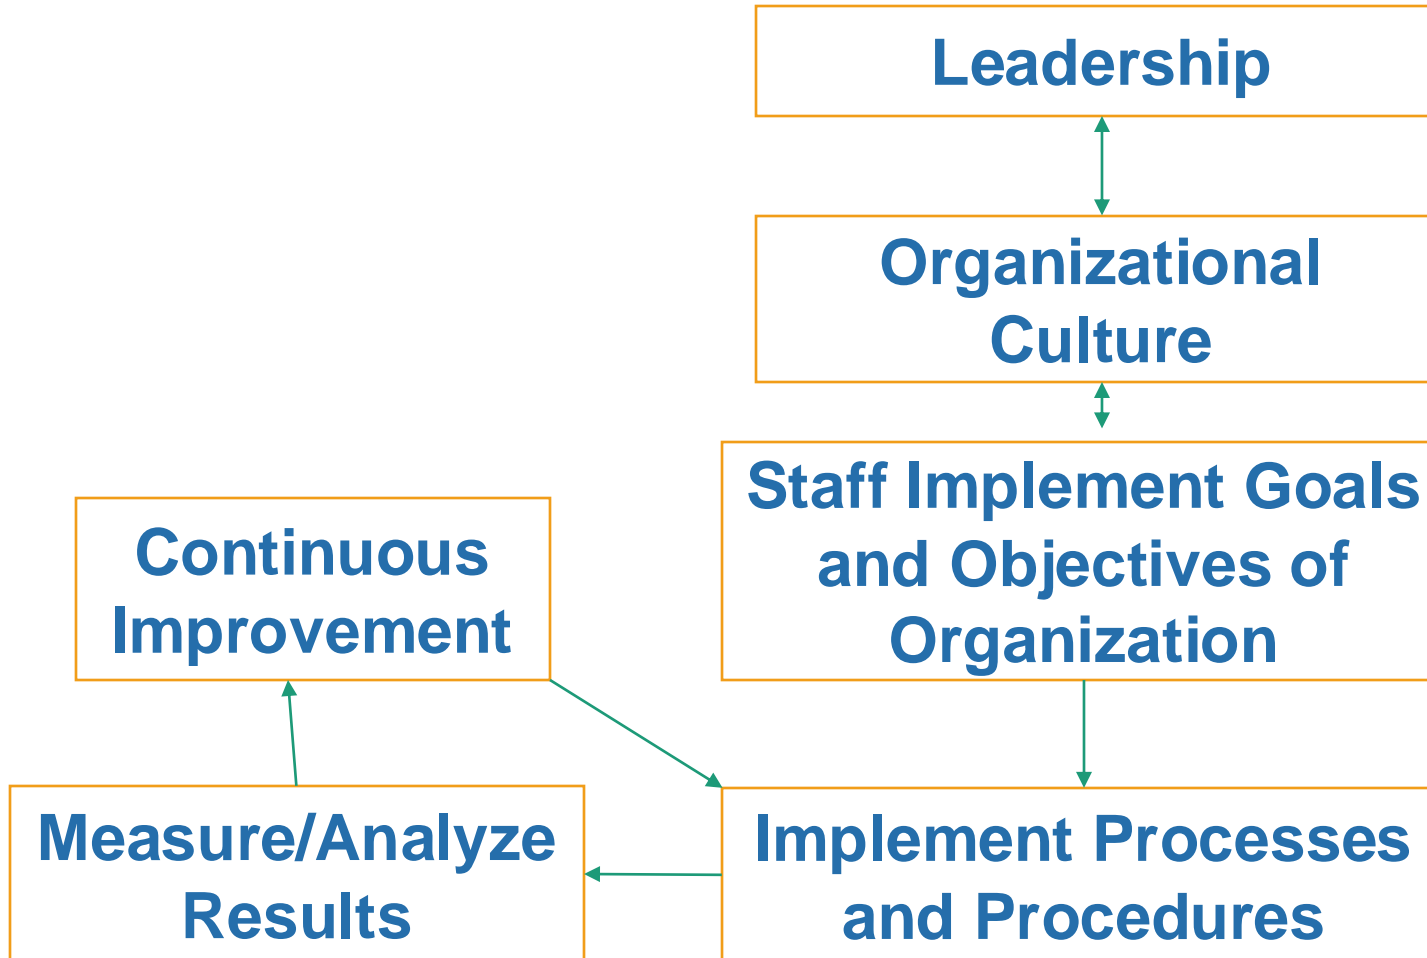 Leadership
Organizational
Culture
Staff Implement Goals
and Objectives of
Organization
Continuous
Improvement
Measure/Analyze
Results
Implement Processes
and Procedures